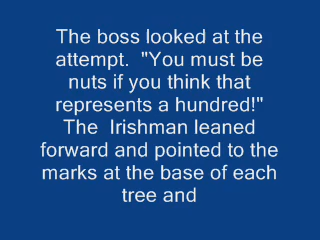 The boss looked at the
attempt.  "You must be
nuts if you think that
represents a hundred!"
The  Irishman leaned
forward and pointed to the
marks at the base of each
tree and